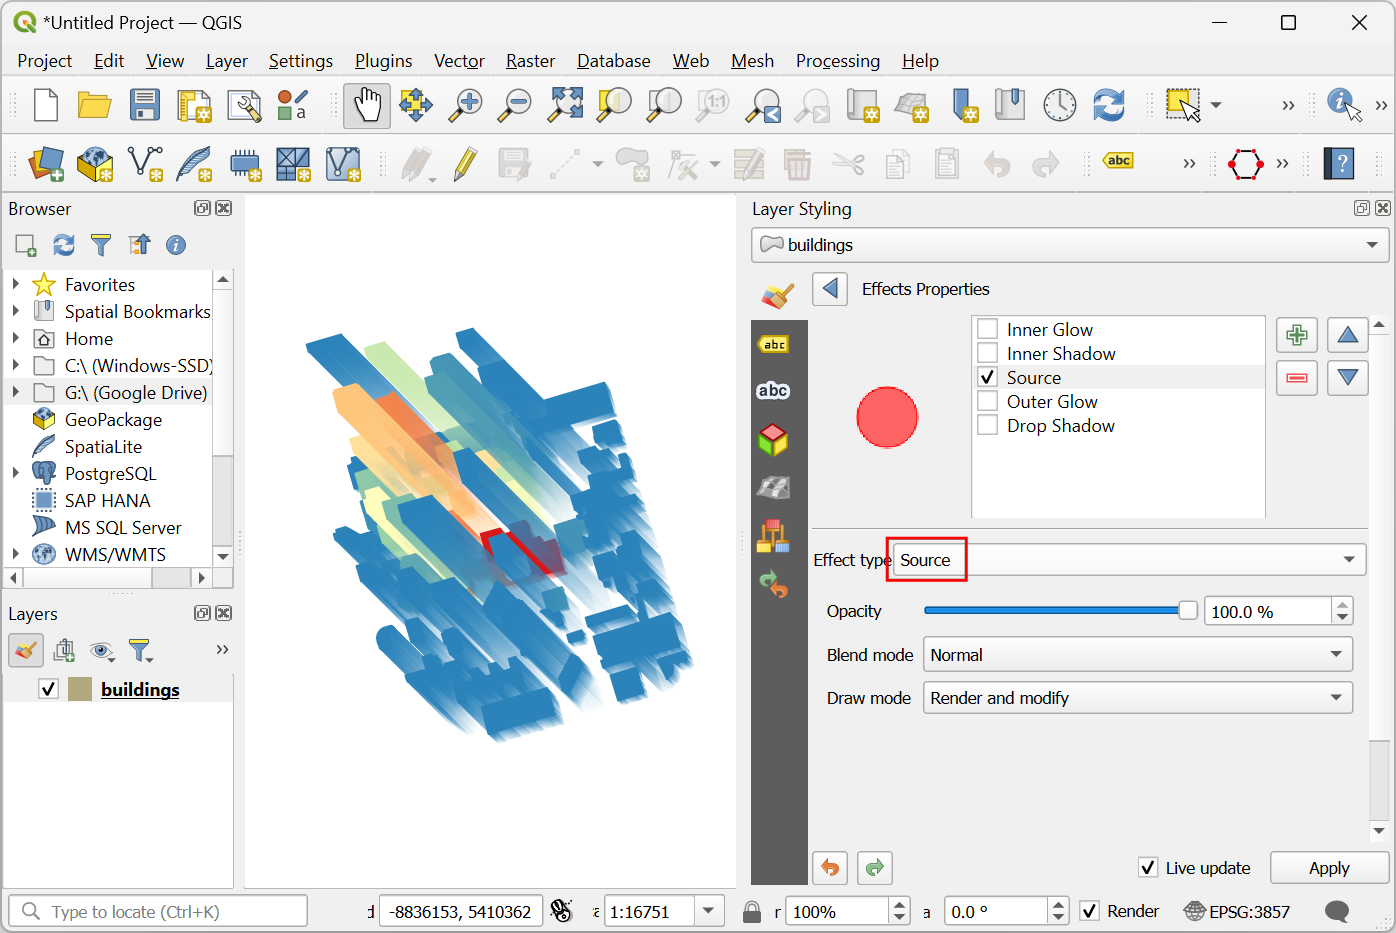 *Untitled Project — QGIS
Project Edit View Layer Settings Plugins Vector Raster Database Web Mesh Processing Help
a
1:1
abc
?
Browser
Favorites
Spatial Bookmarks
Home
C:\ (Windows-SSD)
G:\ (Google Drive)
GeoPackage
SpatiaLite
PostgreSQL
SAP HANA
MS SQL Server
WMS/WMTS
Layers
buildings
Layer Styling
buildings
abc
abc
Effects Properties
Inner Glow
Inner Shadow
Source
Outer Glow
Drop Shadow
Effect type Source
Opacity 100.0 %
Blend mode Normal
Draw mode Render and modify
Live update Apply
Type to locate (Ctrl+K) d -8836153, 5410362 1:16751 r 100% a 0.0 ° Render EPSG:3857